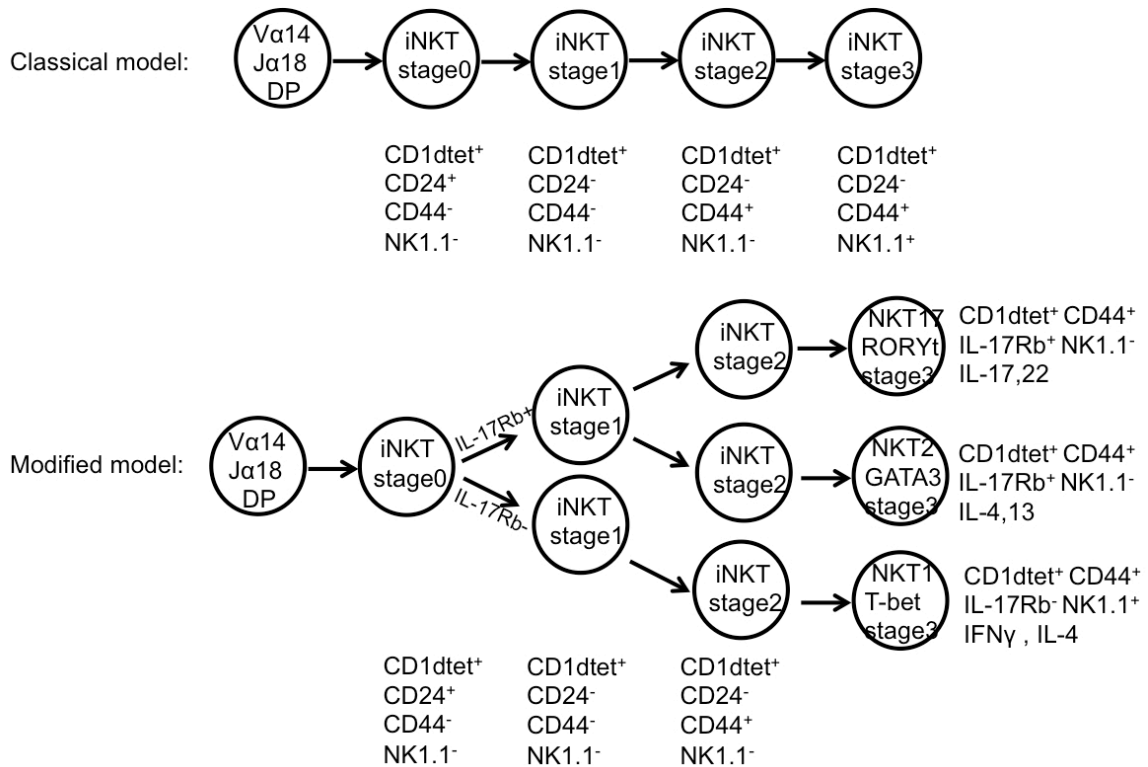 Classical model:
Vα14
Jα18
DP
iNKT
stage0
iNKT
stage1
iNKT
stage2
iNKT
stage3
CD1dtet⁺
CD24⁺
CD44⁻
NK1.1⁻
CD1dtet⁺
CD24⁻
CD44⁻
NK1.1⁻
CD1dtet⁺
CD24⁻
CD44⁺
NK1.1⁻
CD1dtet⁺
CD24⁻
CD44⁺
NK1.1⁺
Modified model:
Vα14
Jα18
DP
iNKT
stage0
IL-17Rb+
IL-17Rb-
iNKT
stage1
iNKT
stage1
iNKT
stage2
iNKT
stage2
iNKT
stage2
NKT17
RORYt
stage3
CD1dtet⁺ CD44⁺
IL-17Rb⁺ NK1.1⁻
IL-17,22
NKT2
GATA3
stage3
CD1dtet⁺ CD44⁺
IL-17Rb⁺ NK1.1⁻
IL-4,13
NKT1
T-bet
stage3
CD1dtet⁺ CD44⁺
IL-17Rb⁻ NK1.1⁺
IFNγ , IL-4
CD1dtet⁺
CD24⁺
CD44⁻
NK1.1⁻
CD1dtet⁺
CD24⁻
CD44⁻
NK1.1⁻
CD1dtet⁺
CD24⁻
CD44⁺
NK1.1⁻